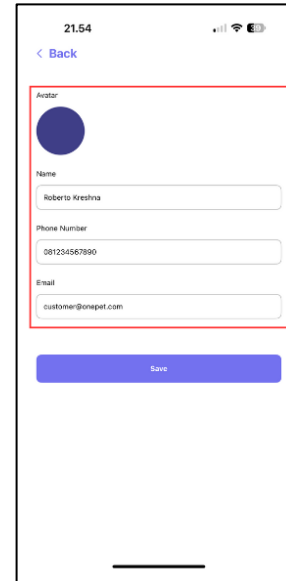 21.54
< Back
Avatar
Name
Roberto Kreshna
Phone Number
081234567890
Email
customer@onepet.com
Save